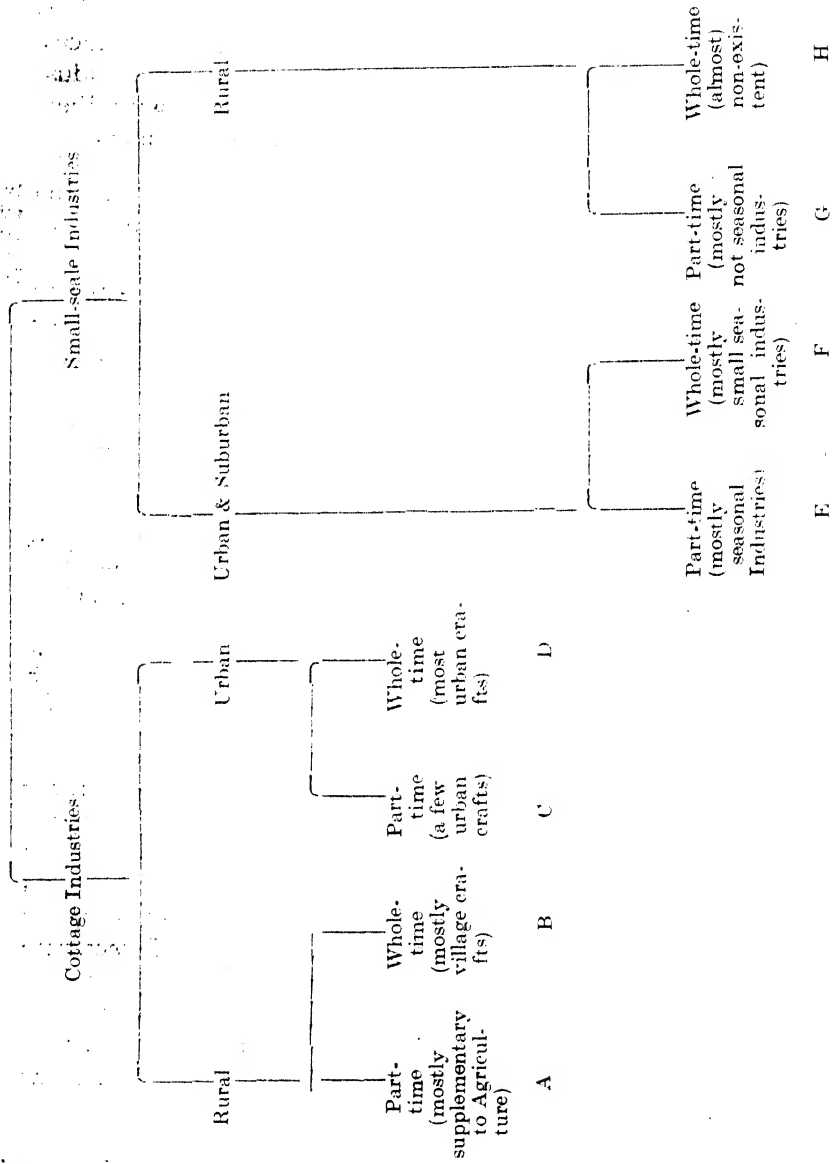 Cottage Industries
Small-scale Industries
Rural
Urban
Urban & Suburban
Rural
Part-
time
(mostly
supplementary
to Agricul-
ture)
A
Whole-
time
(mostly
village cra-
fts)
B
Part-
time
(a few
urban
crafts)
C
Whole-
time
(most
urban cra-
fts)
D
Part-time
(mostly
seasonal
Industries)
E
Whole-time
(mostly
small sea-
sonal indus-
tries)
F
Part-time
(mostly
not seasonal
indus-
tries)
G
Whole-time
(almost)
non-exis-
tent)
H